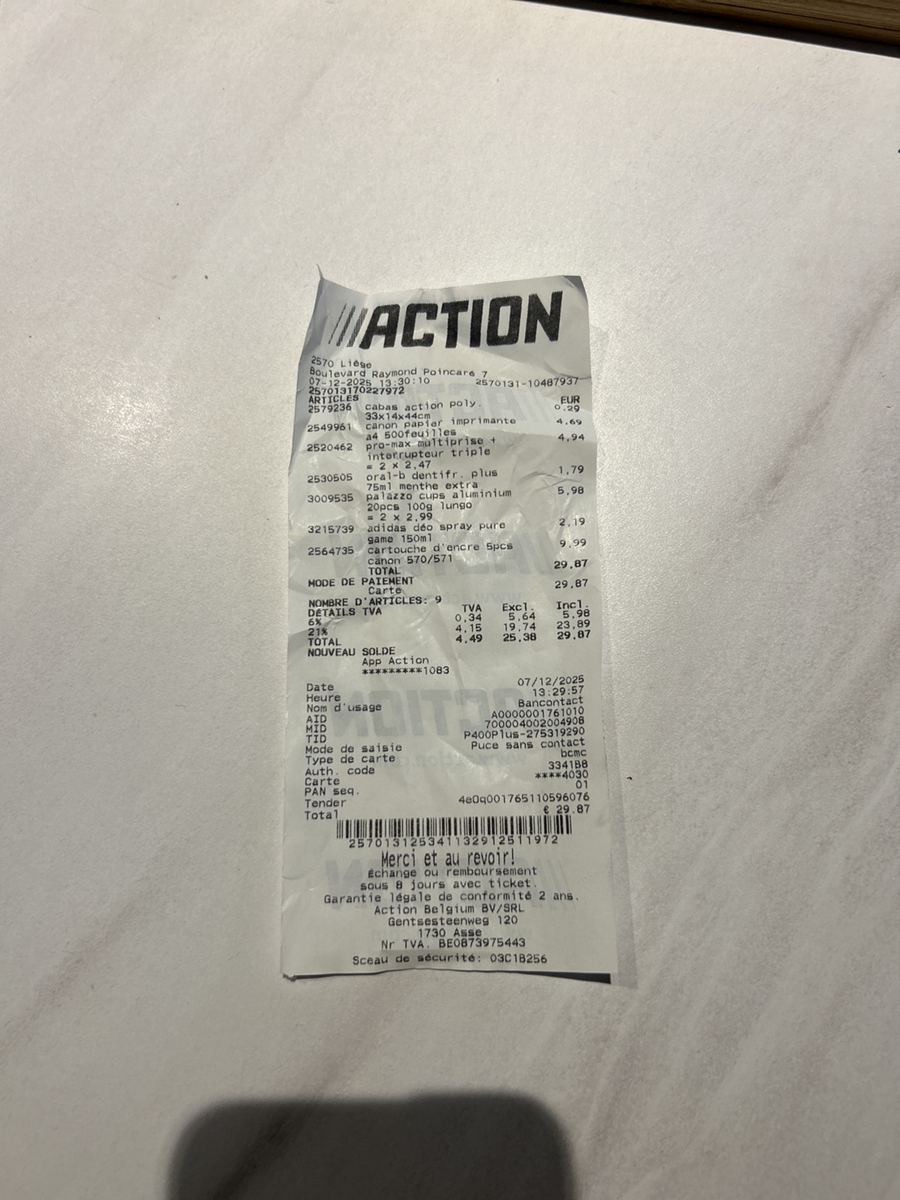 ACTION
2570 Liège
Boulevard Raymond Poincaré 7
07-12-2025 13:30:10 2570131-10487937
257013170227972
ARTICLES EUR
2579236 cabas action poly. 0.29
33x14x44cm
2549961 canon papier imprimante 4,69
a4 500feuilles
2520462 pro-max multiprise + 4,94
interrupteur triple
= 2 x 2,47
2530505 oral-b dentifr. plus 1,79
75ml menthe extra
3009535 palazzo cups aluminium 5,98
20pcs 100g lungo
= 2 x 2,99
3215739 adidas déo spray pure 2,19
game 150ml
2564735 cartouche d'encre 5pcs 9,99
canon 570/571
TOTAL 29,87
MODE DE PAIEMENT
Carte 29,87
NOMBRE D'ARTICLES: 9
DÉTAILS TVA TVA Excl. Incl.
6% 0,34 5,64 5,98
21% 4,15 19,74 23,89
TOTAL 4,49 25,38 29,87
NOUVEAU SOLDE
App Action
*********1083
Date 07/12/2025
Heure 13:29:57
Nom d'usage Bancontact
AID A0000001761010
MID 700004002004908
TID P400Plus-275319290
Mode de saisie Puce sans contact
Type de carte bcmc
Auth. code 3341B8
Carte ****4030
PAN seq. 01
Tender 4e0q001765110596076
Total € 29.87
257013125341132912511972
Merci et au revoir!
Échange ou remboursement
sous 8 jours avec ticket.
Garantie légale de conformité 2 ans.
Action Belgium BV/SRL
Gentsesteenweg 120
1730 Asse
Nr TVA. BE0873975443
Sceau de sécurité: 03C1B256